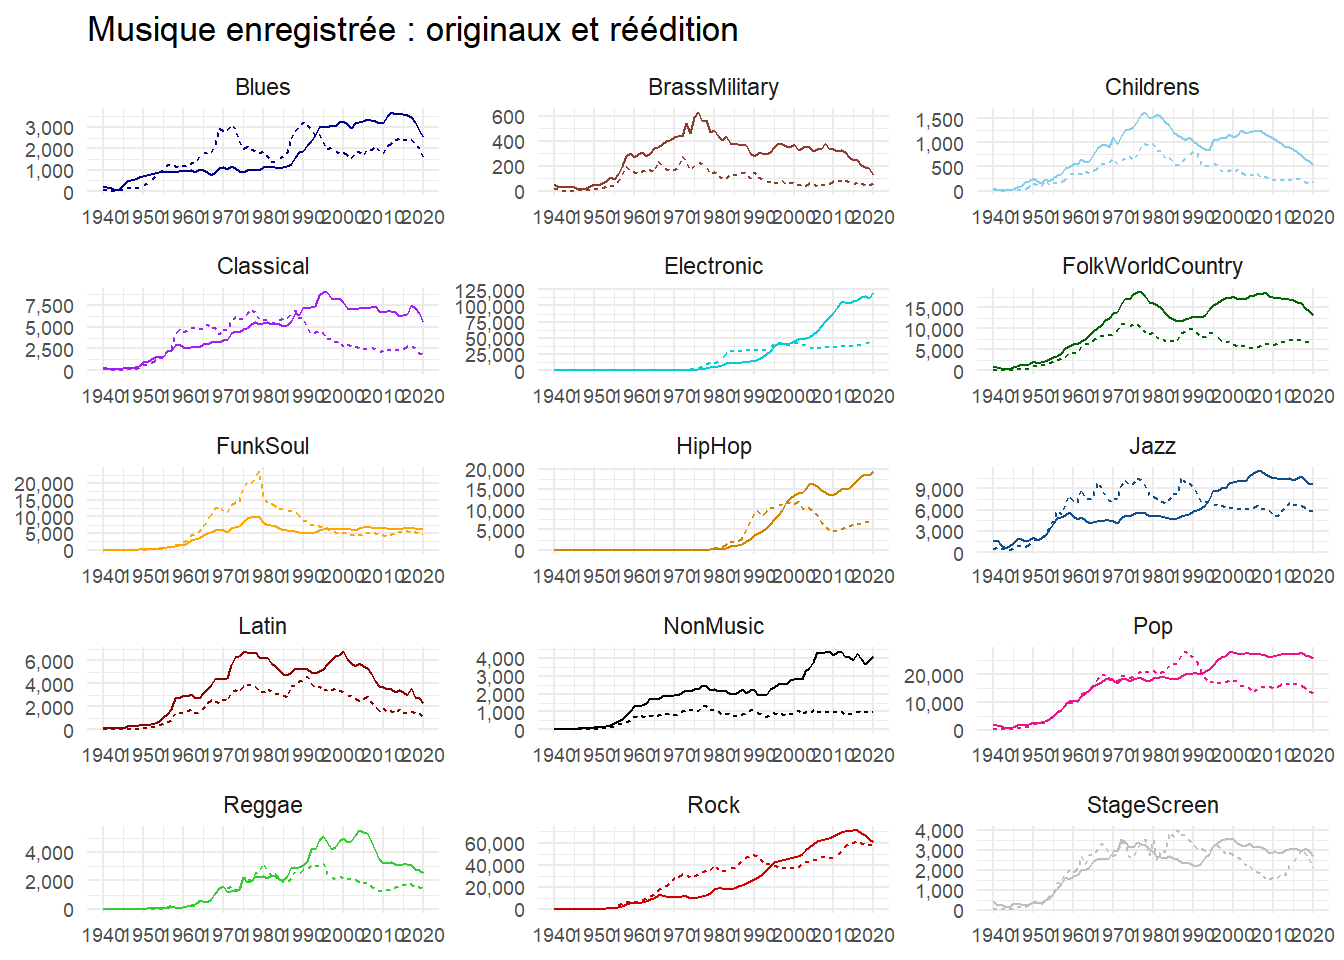 Musique enregistrée : originaux et réédition
Blues
3,000
2,000
1,000
0
1940 1950 1960 1970 1980 1990 2000 2010 2020
BrassMilitary
600
400
200
0
1940 1950 1960 1970 1980 1990 2000 2010 2020
Childrens
1,500
1,000
500
0
1940 1950 1960 1970 1980 1990 2000 2010 2020
Classical
7,500
5,000
2,500
0
1940 1950 1960 1970 1980 1990 2000 2010 2020
Electronic
125,000
100,000
75,000
50,000
25,000
0
1940 1950 1960 1970 1980 1990 2000 2010 2020
FolkWorldCountry
15,000
10,000
5,000
0
1940 1950 1960 1970 1980 1990 2000 2010 2020
FunkSoul
20,000
15,000
10,000
5,000
0
1940 1950 1960 1970 1980 1990 2000 2010 2020
HipHop
20,000
15,000
10,000
5,000
0
1940 1950 1960 1970 1980 1990 2000 2010 2020
Jazz
9,000
6,000
3,000
0
1940 1950 1960 1970 1980 1990 2000 2010 2020
Latin
6,000
4,000
2,000
0
1940 1950 1960 1970 1980 1990 2000 2010 2020
NonMusic
4,000
3,000
2,000
1,000
0
1940 1950 1960 1970 1980 1990 2000 2010 2020
Pop
20,000
10,000
0
1940 1950 1960 1970 1980 1990 2000 2010 2020
Reggae
4,000
2,000
0
1940 1950 1960 1970 1980 1990 2000 2010 2020
Rock
60,000
40,000
20,000
0
1940 1950 1960 1970 1980 1990 2000 2010 2020
StageScreen
4,000
3,000
2,000
1,000
0
1940 1950 1960 1970 1980 1990 2000 2010 2020